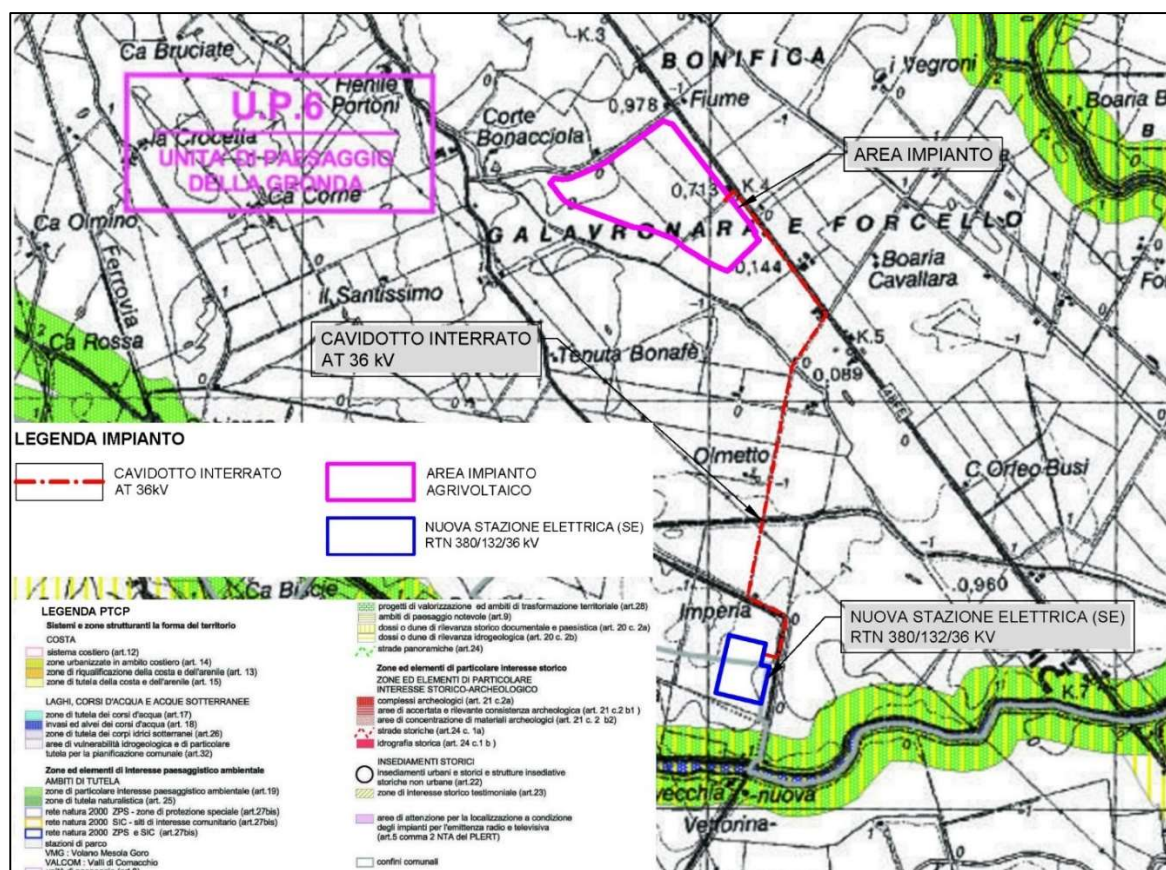 Ca Bruciate
K.3
BONIFICA
i Vegroni
U.P.6
Fienile
Portoni
0,978
Fiume
Boaria B
la Crocetta
UNITA' DI PAESAGGIO
DELLA GRONDA
Corte
Bonacciola
AREA IMPIANTO
Ca Corne
0,713
K.4
Ca Olmino
GALAVRONARA E FORCELLO
Ferrovia
0,144
Boaria
Cavallara
Fo
il Santissimo
CAVIDOTTO INTERRATO
AT 36 kV
Ca Rossa
Tenuta Bonafè
K.5
0,089
LEGENDA IMPIANTO
CAVIDOTTO INTERRATO
AT 36kV
AREA IMPIANTO
AGRIVOLTAICO
NUOVA STAZIONE ELETTRICA (SE)
RTN 380/132/36 kV
Olmetto
C. Orfeo Busi
0,960
Imperia
NUOVA STAZIONE ELETTRICA (SE)
RTN 380/132/36 KV
K.7
vecchia
nuova
Vettorina
LEGENDA PTCP
Sistemi e zone strutturanti la forma del territorio
COSTA
sistema costiero (art.12)
zone urbanizzate in ambito costiero (art. 14)
zone di riqualificazione della costa e dell'arenile (art. 13)
zone di tutela della costa e dell'arenile (art. 15)
LAGHI, CORSI D'ACQUA E ACQUE SOTTERRANEE
zone di tutela dei corsi d'acqua (art.17)
invasi ed alvei dei corsi d'acqua (art. 18)
zone di tutela dei corpi idrici sotterranei (art.26)
aree di vulnerabilità idrogeologica e di particolare
tutela per la pianificazione comunale (art.32)
Zone ed elementi di interesse paesaggistico ambientale
AMBITI DI TUTELA
zone di particolare interesse paesaggistico ambientale (art.19)
zone di tutela naturalistica (art. 25)
rete natura 2000 ZPS - zone di protezione speciale (art.27bis)
rete natura 2000 SIC - siti di interesse comunitario (art.27bis)
rete natura 2000 ZPS e SIC (art.27bis)
stazioni di parco
VMG : Volano Mesola Goro
VALCOM : Valli di Comacchio
progetti di valorizzazione ed ambiti di trasformazione territoriale (art.28)
ambiti di paesaggio notevole (art.9)
dossi o dune di rilevanza storico documentale e paesistica (art. 20 c. 2a)
dossi o dune di rilevanza idrogeologica (art. 20 c. 2b)
strade panoramiche (art.24)
Zone ed elementi di particolare interesse storico
ZONE ED ELEMENTI DI PARTICOLARE
INTERESSE STORICO-ARCHEOLOGICO
complessi archeologici (art. 21 c.2a)
aree di accertata e rilevante consistenza archeologica (art. 21 c.2 b1 )
aree di concentrazione di materiali archeologici (art. 21 c. 2 b2)
strade storiche (art.24 c. 1a)
idrografia storica (art. 24 c.1 b )
INSEDIAMENTI STORICI
insediamenti urbani e storici e strutture insediative
storiche non urbane (art.22)
zone di interesse storico testimoniale (art.23)
aree di attenzione per la localizzazione a condizione
degli impianti per l'emittenza radio e televisiva
(art.5 comma 2 NTA del PLERT)
confini comunali